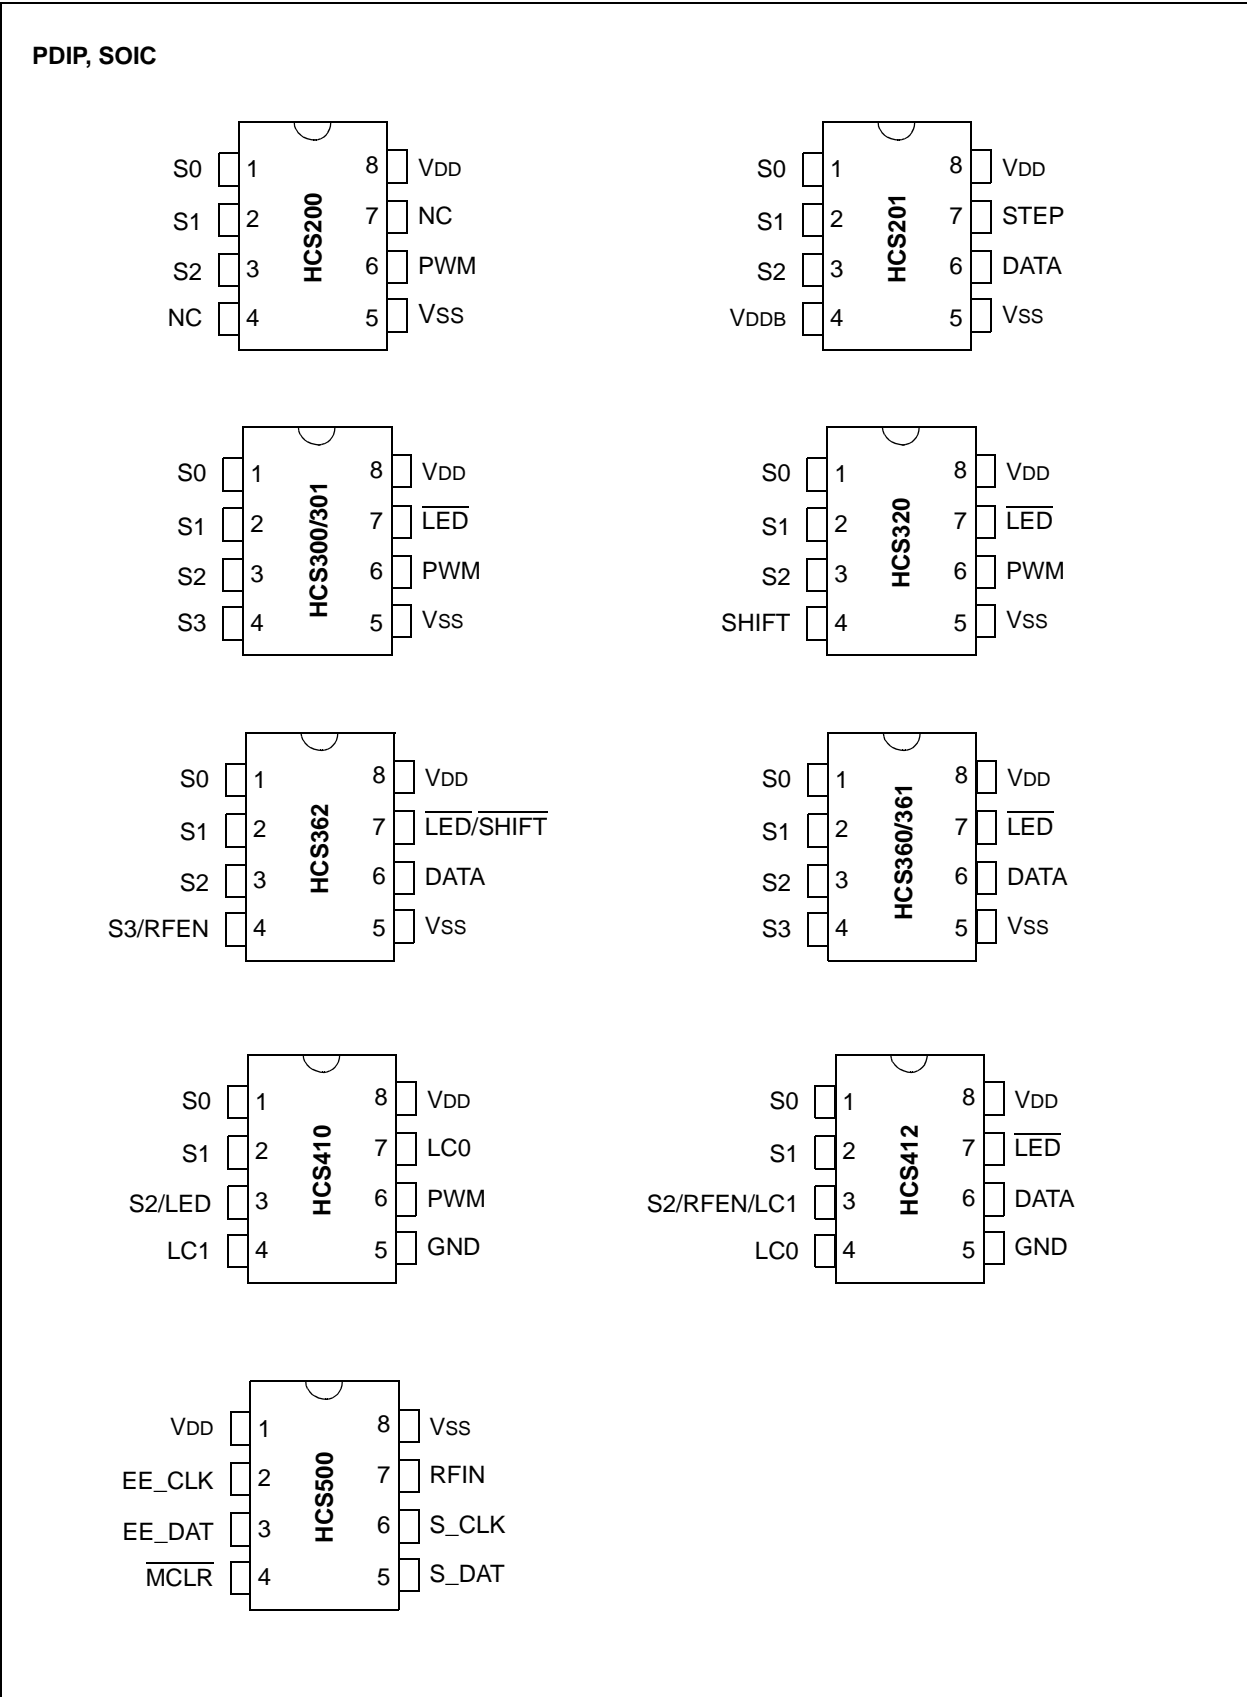 PDIP, SOIC
HCS200
S0 1 8 VDD
S1 2 7 NC
S2 3 6 PWM
NC 4 5 VSS
HCS201
S0 1 8 VDD
S1 2 7 STEP
S2 3 6 DATA
VDDB 4 5 VSS
HCS300/301
S0 1 8 VDD
S1 2 7 L̅E̅D̅
S2 3 6 PWM
S3 4 5 VSS
HCS320
S0 1 8 VDD
S1 2 7 L̅E̅D̅
S2 3 6 PWM
SHIFT 4 5 VSS
HCS362
S0 1 8 VDD
S1 2 7 L̅E̅D̅/S̅H̅I̅F̅T̅
S2 3 6 DATA
S3/RFEN 4 5 VSS
HCS360/361
S0 1 8 VDD
S1 2 7 L̅E̅D̅
S2 3 6 DATA
S3 4 5 VSS
HCS410
S0 1 8 VDD
S1 2 7 LC0
S2/LED 3 6 PWM
LC1 4 5 GND
HCS412
S0 1 8 VDD
S1 2 7 L̅E̅D̅
S2/RFEN/LC1 3 6 DATA
LC0 4 5 GND
HCS500
VDD 1 8 VSS
EE_CLK 2 7 RFIN
EE_DAT 3 6 S_CLK
M̅C̅L̅R̅ 4 5 S_DAT